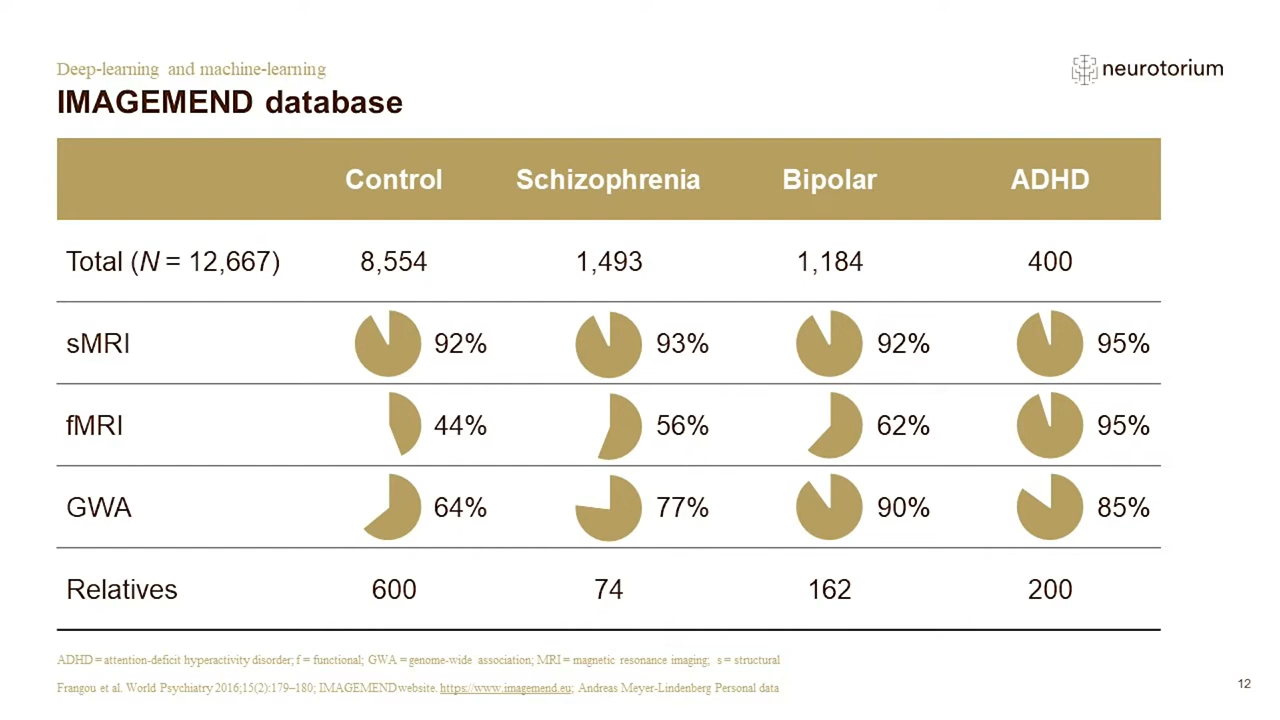 Deep-learning and machine-learning
IMAGEMEND database
neurotorium
Control Schizophrenia Bipolar ADHD
Total (N = 12,667) 8,554 1,493 1,184 400
sMRI 92% 93% 92% 95%
fMRI 44% 56% 62% 95%
GWA 64% 77% 90% 85%
Relatives 600 74 162 200
ADHD = attention-deficit hyperactivity disorder; f = functional; GWA = genome-wide association; MRI = magnetic resonance imaging; s = structural
Frangou et al. World Psychiatry 2016;15(2):179–180; IMAGEMEND website. https://www.imagemend.eu; Andreas Meyer-Lindenberg Personal data
12